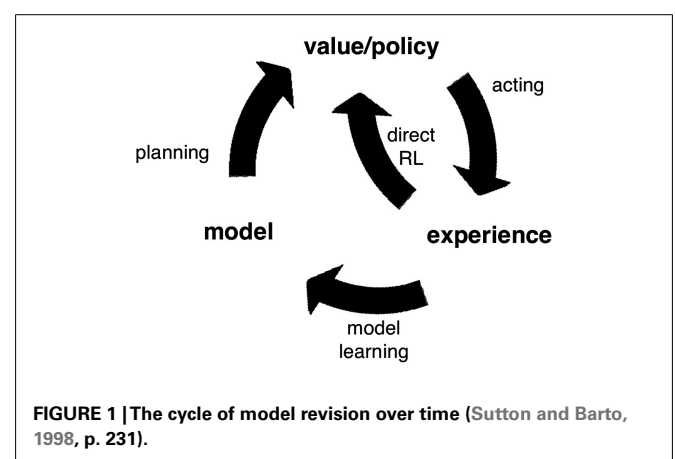 value/policy
acting
planning
direct
RL
model
experience
model
learning
FIGURE 1 | The cycle of model revision over time (Sutton and Barto,
1998, p. 231).